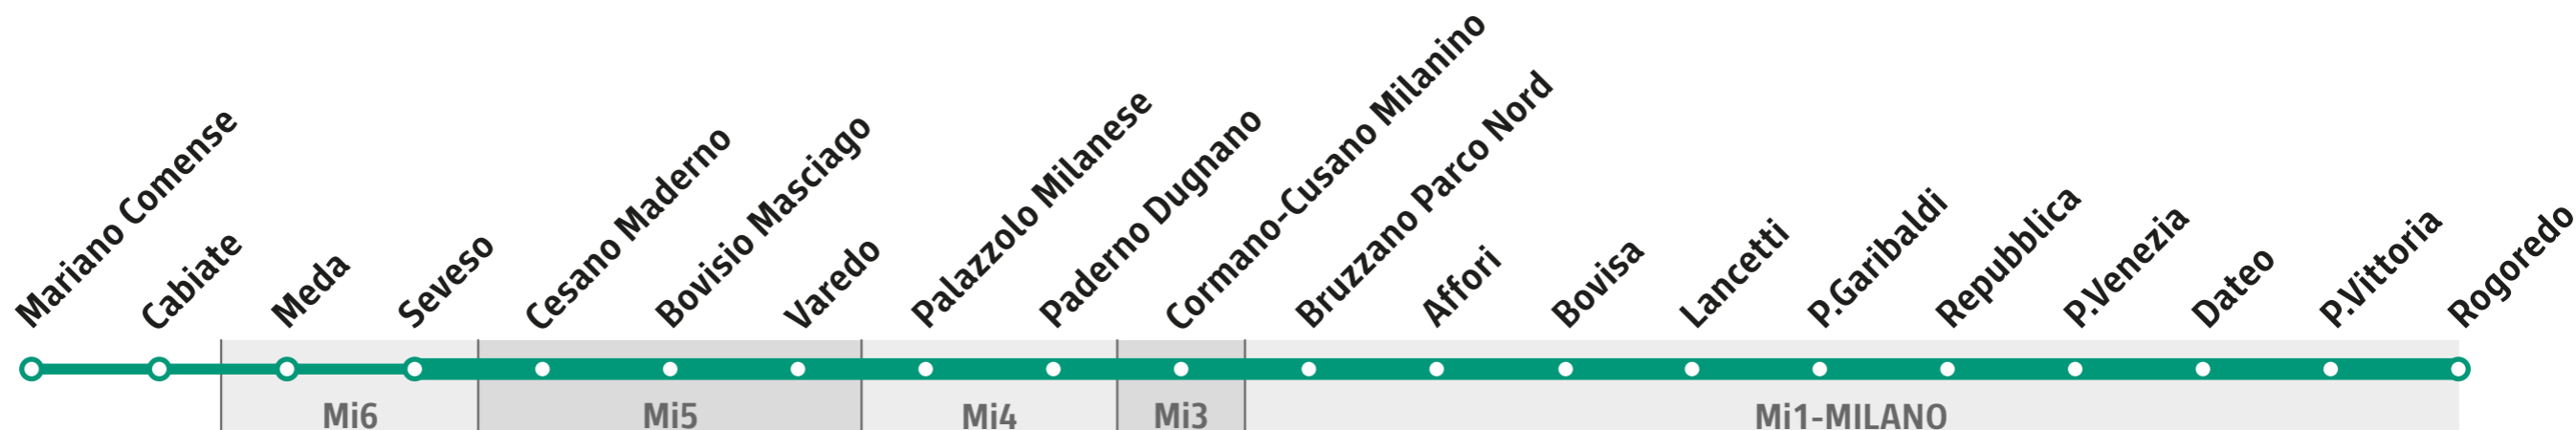 Mariano Comense
Cabiate
Meda
Seveso
Cesano Maderno
Bovisio Masciago
Varedo
Palazzolo Milanese
Paderno Dugnano
Cormano-Cusano Milanino
Bruzzano Parco Nord
Affori
Bovisa
Lancetti
P.Garibaldi
Repubblica
P.Venezia
Dateo
P.Vittoria
Rogoredo
Mi6
Mi5
Mi4
Mi3
Mi1-MILANO